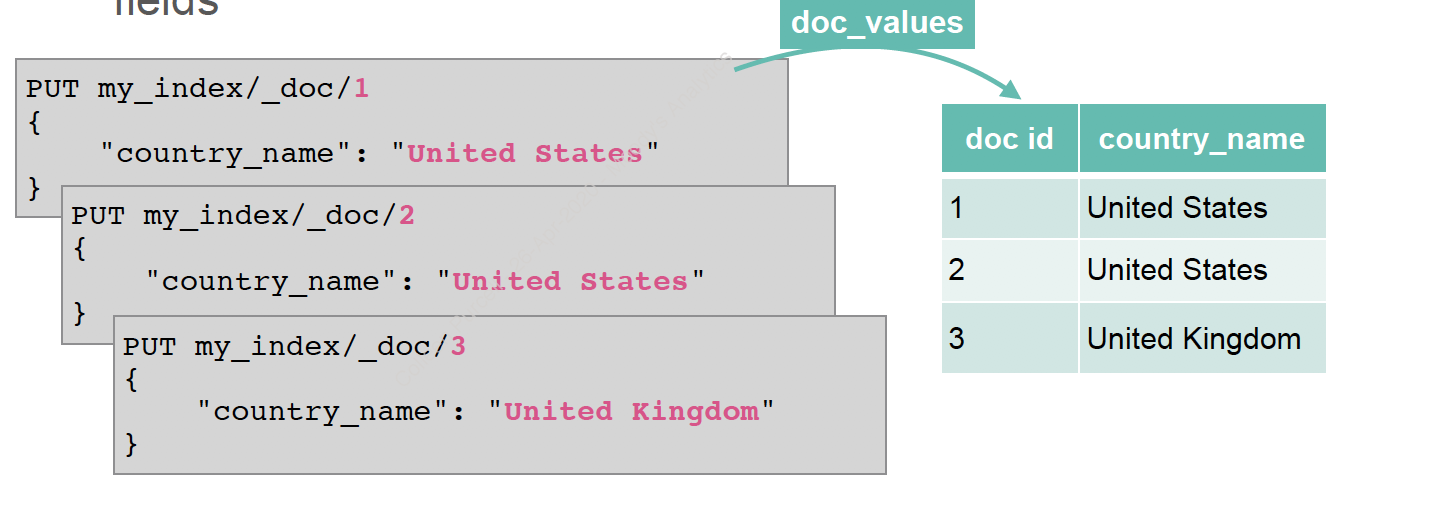 fields
doc_values
PUT my_index/_doc/1
{
"country_name": "United States"
}
PUT my_index/_doc/2
{
"country_name": "United States"
}
PUT my_index/_doc/3
{
"country_name": "United Kingdom"
}
doc id country_name
1 United States
2 United States
3 United Kingdom